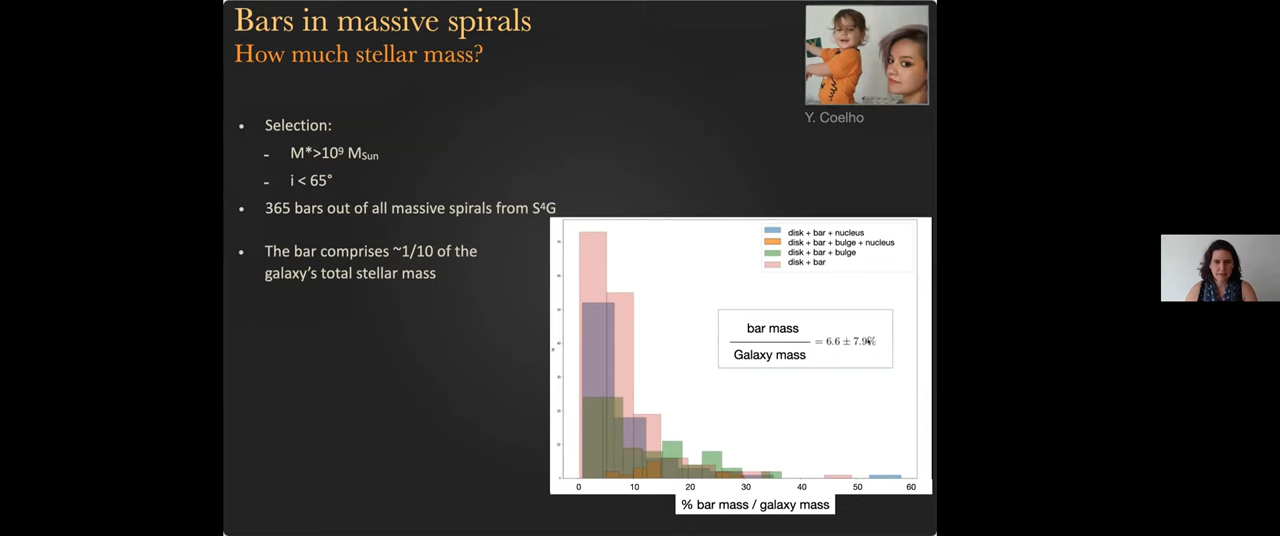 Bars in massive spirals
How much stellar mass?
Y. Coelho
• Selection:
- M*>10⁹ M_Sun
- i < 65°
• 365 bars out of all massive spirals from S⁴G
• The bar comprises ~1/10 of the
galaxy's total stellar mass
disk + bar + nucleus
disk + bar + bulge + nucleus
disk + bar + bulge
disk + bar
bar mass
Galaxy mass
= 6.6 ± 7.9%
0 10 20 30 40 50 60
% bar mass / galaxy mass